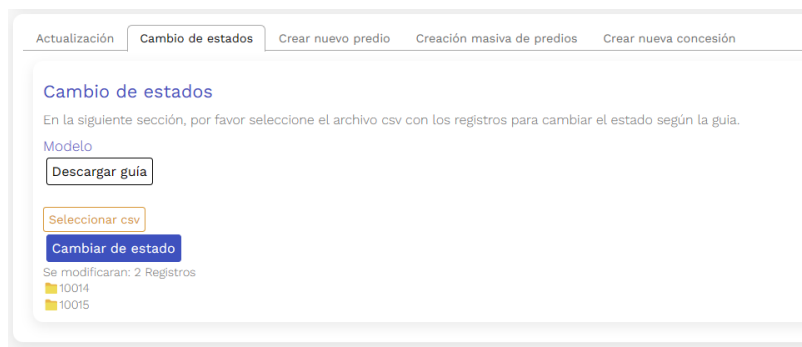 Actualización Cambio de estados Crear nuevo predio Creación masiva de predios Crear nueva concesión
Cambio de estados
En la siguiente sección, por favor seleccione el archivo csv con los registros para cambiar el estado según la guia.
Modelo
Descargar guía
Seleccionar csv
Cambiar de estado
Se modificaran: 2 Registros
10014
10015